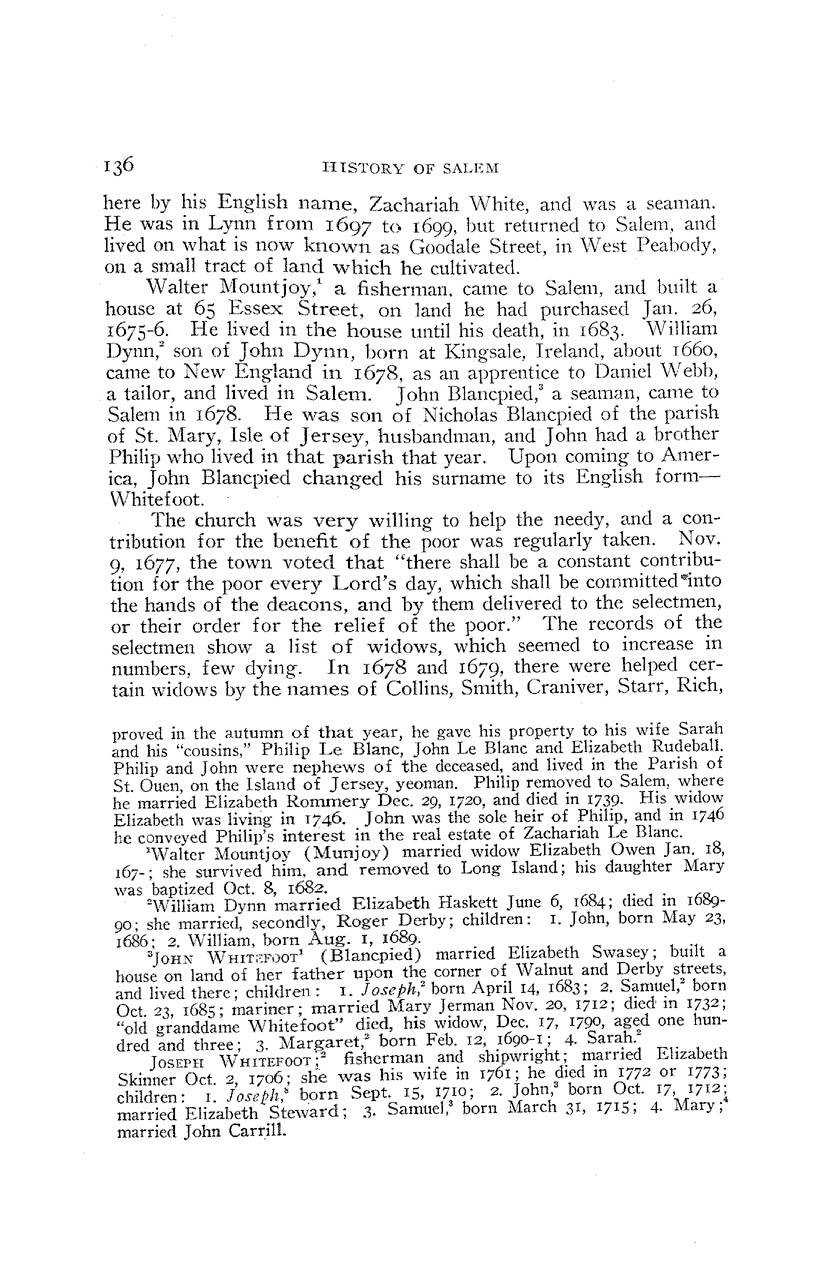 136 HISTORY OF SALEM
here by his English name, Zachariah White, and was a seaman.
He was in Lynn from 1697 to 1699, but returned to Salem, and
lived on what is now known as Goodale Street, in West Peabody,
on a small tract of land which he cultivated.
Walter Mountjoy,¹ a fisherman, came to Salem, and built a
house at 65 Essex Street, on land he had purchased Jan. 26,
1675-6. He lived in the house until his death, in 1683. William
Dynn,² son of John Dynn, born at Kingsale, Ireland, about 1660,
came to New England in 1678, as an apprentice to Daniel Webb,
a tailor, and lived in Salem. John Blancpied,³ a seaman, came to
Salem in 1678. He was son of Nicholas Blancpied of the parish
of St. Mary, Isle of Jersey, husbandman, and John had a brother
Philip who lived in that parish that year. Upon coming to Amer-
ica, John Blancpied changed his surname to its English form—
Whitefoot.
The church was very willing to help the needy, and a con-
tribution for the benefit of the poor was regularly taken. Nov.
9, 1677, the town voted that "there shall be a constant contribu-
tion for the poor every Lord's day, which shall be committed into
the hands of the deacons, and by them delivered to the selectmen,
or their order for the relief of the poor." The records of the
selectmen show a list of widows, which seemed to increase in
numbers, few dying. In 1678 and 1679, there were helped cer-
tain widows by the names of Collins, Smith, Craniver, Starr, Rich,
proved in the autumn of that year, he gave his property to his wife Sarah
and his "cousins," Philip Le Blanc, John Le Blanc and Elizabeth Rudeball.
Philip and John were nephews of the deceased, and lived in the Parish of
St. Ouen, on the Island of Jersey, yeoman. Philip removed to Salem, where
he married Elizabeth Rommery Dec. 29, 1720, and died in 1739. His widow
Elizabeth was living in 1746. John was the sole heir of Philip, and in 1746
he conveyed Philip's interest in the real estate of Zachariah Le Blanc.
¹Walter Mountjoy (Munjoy) married widow Elizabeth Owen Jan. 18,
167-; she survived him, and removed to Long Island; his daughter Mary
was baptized Oct. 8, 1682.
²William Dynn married Elizabeth Haskett June 6, 1684; died in 1689-
90; she married, secondly, Roger Derby; children: 1. John, born May 23,
1686; 2. William, born Aug. 1, 1689.
³JOHN WHITEFOOT¹ (Blancpied) married Elizabeth Swasey; built a
house on land of her father upon the corner of Walnut and Derby streets,
and lived there; children: 1. Joseph,² born April 14, 1683; 2. Samuel,² born
Oct. 23, 1685; mariner; married Mary Jerman Nov. 20, 1712; died in 1732;
"old granddame Whitefoot" died, his widow, Dec. 17, 1790, aged one hun-
dred and three; 3. Margaret,² born Feb. 12, 1690-1; 4. Sarah.²
JOSEPH WHITEFOOT;² fisherman and shipwright; married Elizabeth
Skinner Oct. 2, 1706; she was his wife in 1761; he died in 1772 or 1773;
children: 1. Joseph,³ born Sept. 15, 1710; 2. John,³ born Oct. 17, 1712;
married Elizabeth Steward; 3. Samuel,³ born March 31, 1715; 4. Mary;⁴
married John Carrill.